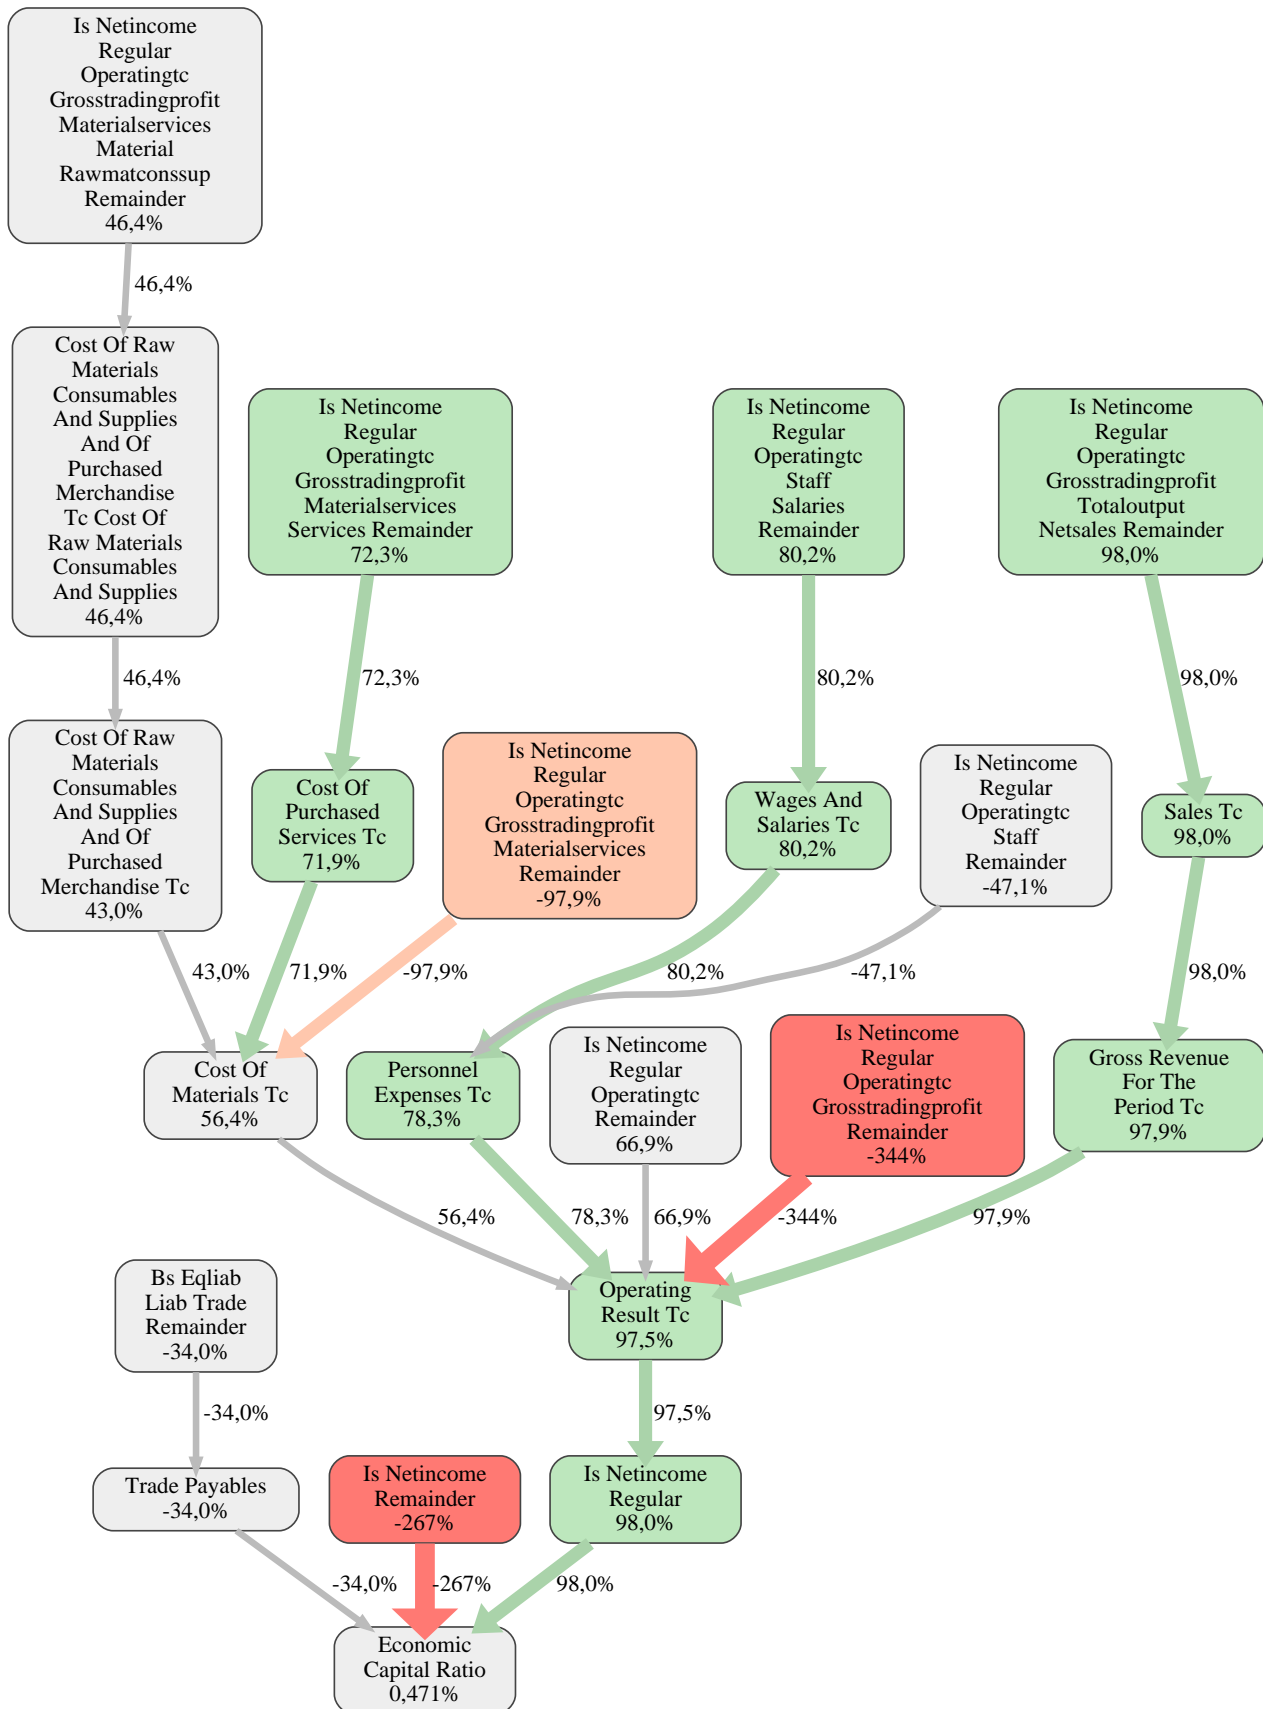 Is Netincome
Regular
Operatingtc
Grosstradingprofit
Materialservices
Material
Rawmatconssup
Remainder
46,4%
46,4%
Cost Of Raw
Materials
Consumables
And Supplies
And Of
Purchased
Merchandise
Tc Cost Of
Raw Materials
Consumables
And Supplies
46,4%
Is Netincome
Regular
Operatingtc
Grosstradingprofit
Materialservices
Services Remainder
72,3%
Is Netincome
Regular
Operatingtc
Staff
Salaries
Remainder
80,2%
Is Netincome
Regular
Operatingtc
Grosstradingprofit
Totaloutput
Netsales Remainder
98,0%
46,4%
72,3%
80,2%
98,0%
Cost Of Raw
Materials
Consumables
And Supplies
And Of
Purchased
Merchandise Tc
43,0%
Cost Of
Purchased
Services Tc
71,9%
Is Netincome
Regular
Operatingtc
Grosstradingprofit
Materialservices
Remainder
-97,9%
Wages And
Salaries Tc
80,2%
Is Netincome
Regular
Operatingtc
Staff
Remainder
-47,1%
Sales Tc
98,0%
43,0%
71,9%
-97,9%
80,2%
-47,1%
98,0%
Cost Of
Materials Tc
56,4%
Personnel
Expenses Tc
78,3%
Is Netincome
Regular
Operatingtc
Remainder
66,9%
Is Netincome
Regular
Operatingtc
Grosstradingprofit
Remainder
-344%
Gross Revenue
For The
Period Tc
97,9%
56,4%
78,3%
66,9%
-344%
97,9%
Bs Eqliab
Liab Trade
Remainder
-34,0%
Operating
Result Tc
97,5%
-34,0%
97,5%
Trade Payables
-34,0%
Is Netincome
Remainder
-267%
Is Netincome
Regular
98,0%
-34,0%
-267%
98,0%
Economic
Capital Ratio
0,471%